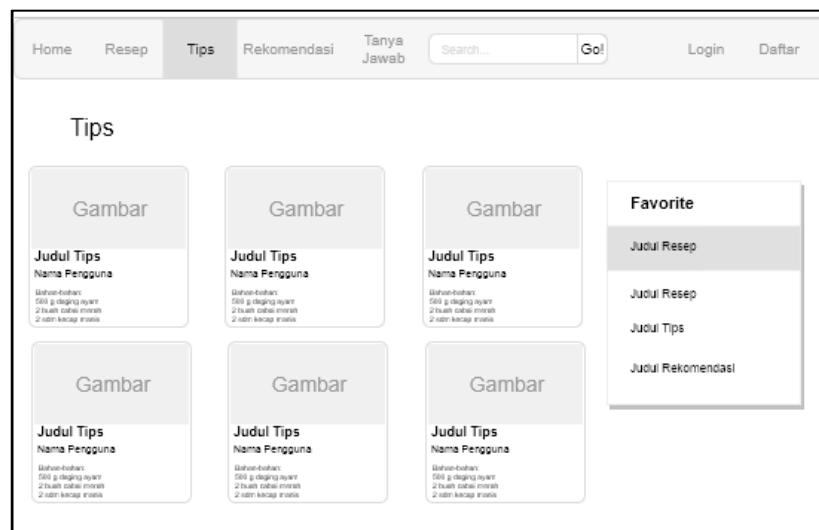 Home Resep Tips Rekomendasi Tanya Jawab Search... Go! Login Daftar
Tips
Gambar Gambar Gambar
Judul Tips Judul Tips Judul Tips
Nama Pengguna Nama Pengguna Nama Pengguna
Bahan-bahan: Bahan-bahan: Bahan-bahan:
500 g daging ayam 500 g daging ayam 500 g daging ayam
2 buah cabai merah 2 buah cabai merah 2 buah cabai merah
2 sdm kecap manis 2 sdm kecap manis 2 sdm kecap manis
Favorite
Judul Resep
Judul Resep
Judul Tips
Judul Rekomendasi
Gambar Gambar Gambar
Judul Tips Judul Tips Judul Tips
Nama Pengguna Nama Pengguna Nama Pengguna
Bahan-bahan: Bahan-bahan: Bahan-bahan:
500 g daging ayam 500 g daging ayam 500 g daging ayam
2 buah cabai merah 2 buah cabai merah 2 buah cabai merah
2 sdm kecap manis 2 sdm kecap manis 2 sdm kecap manis